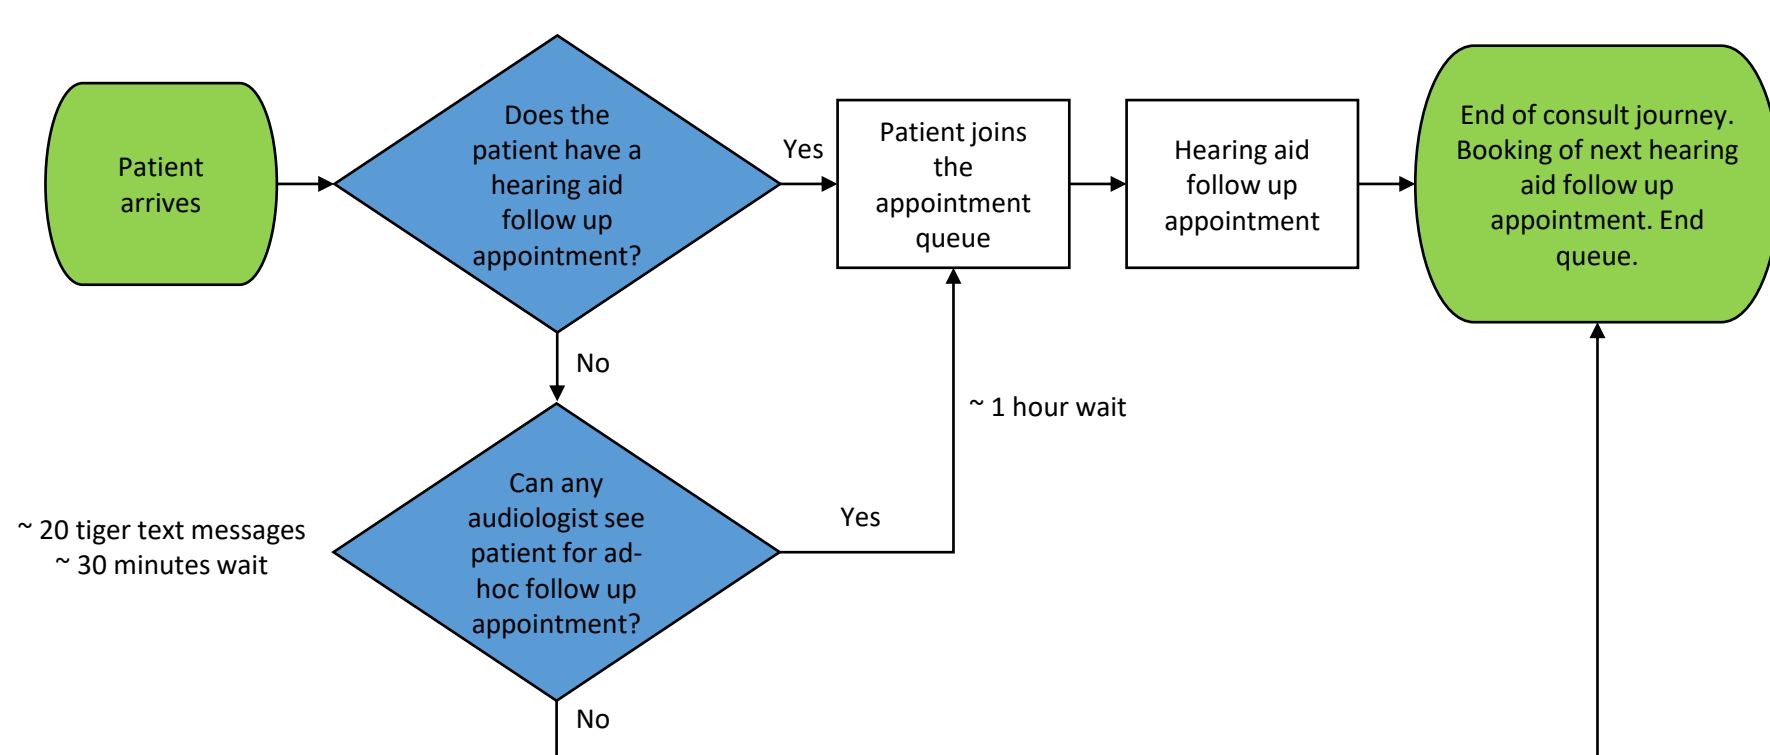 Patient
arrives
Does the
patient have a
hearing aid
follow up
appointment?
Yes
Patient joins
the
appointment
queue
Hearing aid
follow up
appointment
End of consult journey.
Booking of next hearing
aid follow up
appointment. End
queue.
No
~ 1 hour wait
~ 20 tiger text messages
~ 30 minutes wait
Can any
audiologist see
patient for ad-
hoc follow up
appointment?
Yes
No